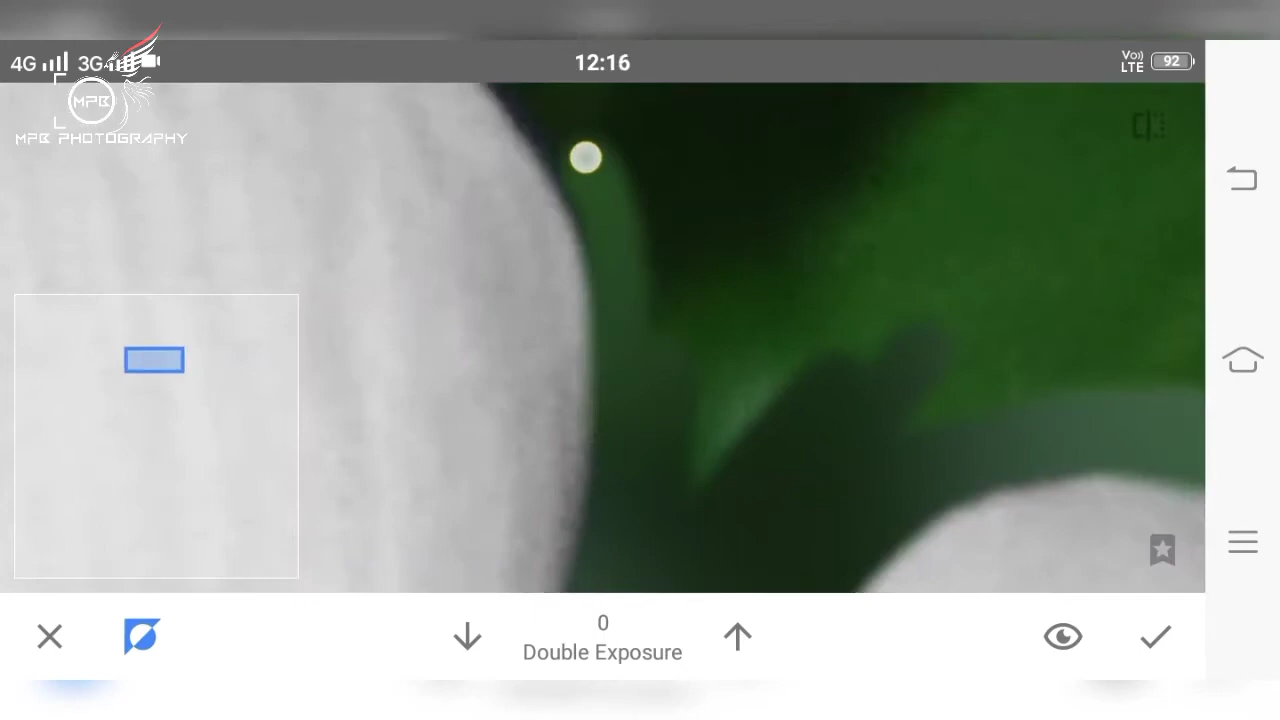 4G 3G 12:16 Vo)) LTE 92
MPB
MPB PHOTOGRAPHY
0
Double Exposure